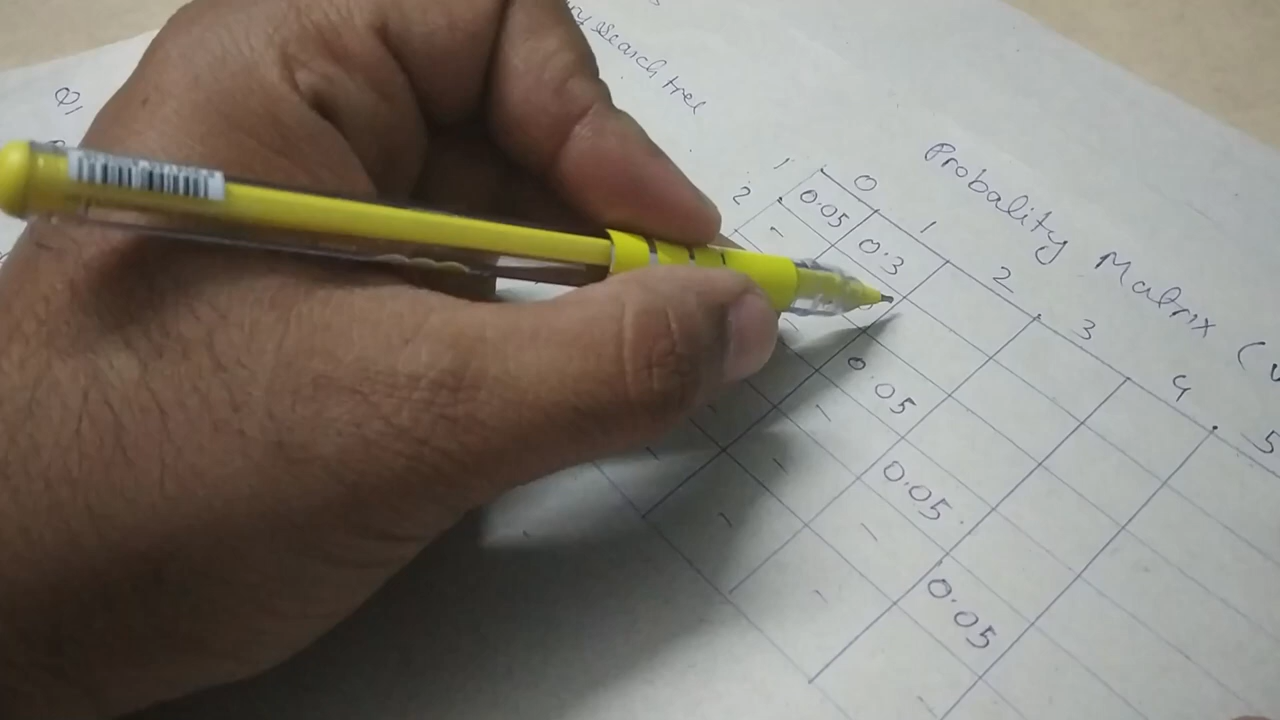 Q1
search tree
Probality Matrix (
0 1 2 3 4 5
1 0.05 0.3
2 -
0.05
-
0.05
-
0.05
-